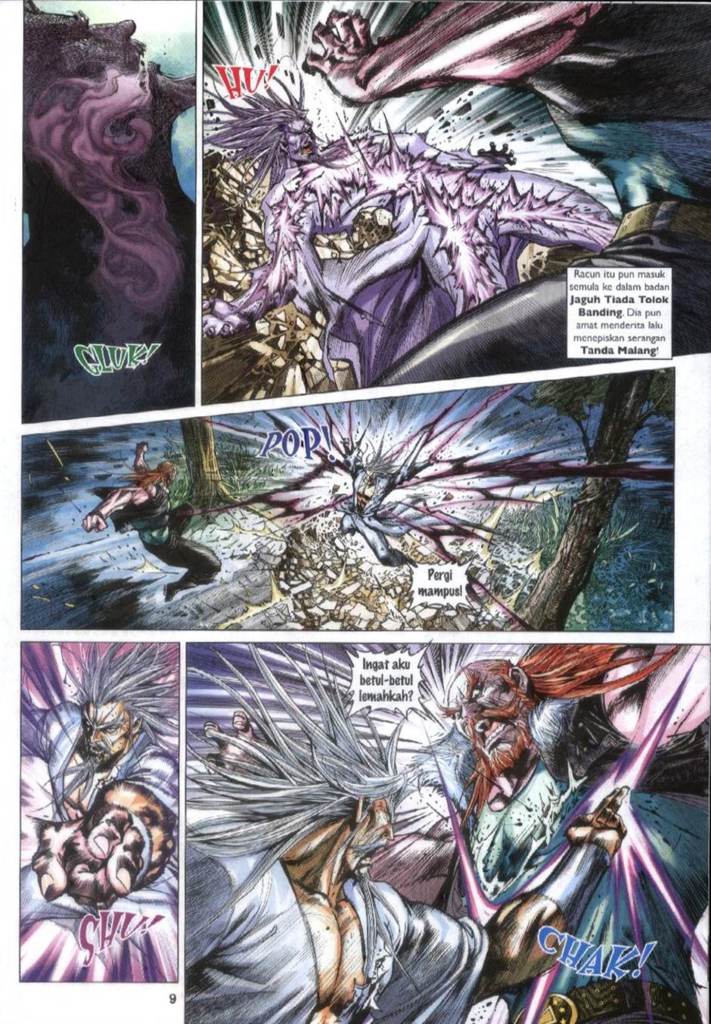 GLUK!
HU!
Racun itu pun masuk
semula ke dalam badan
Jaguh Tiada Tolok
Banding. Dia pun
amat menderita lalu
menepiskan serangan
Tanda Malang!
POP!
Pergi
mampus!
SHU!
Ingat aku
betul-betul
lemahkah?
CHAK!
9